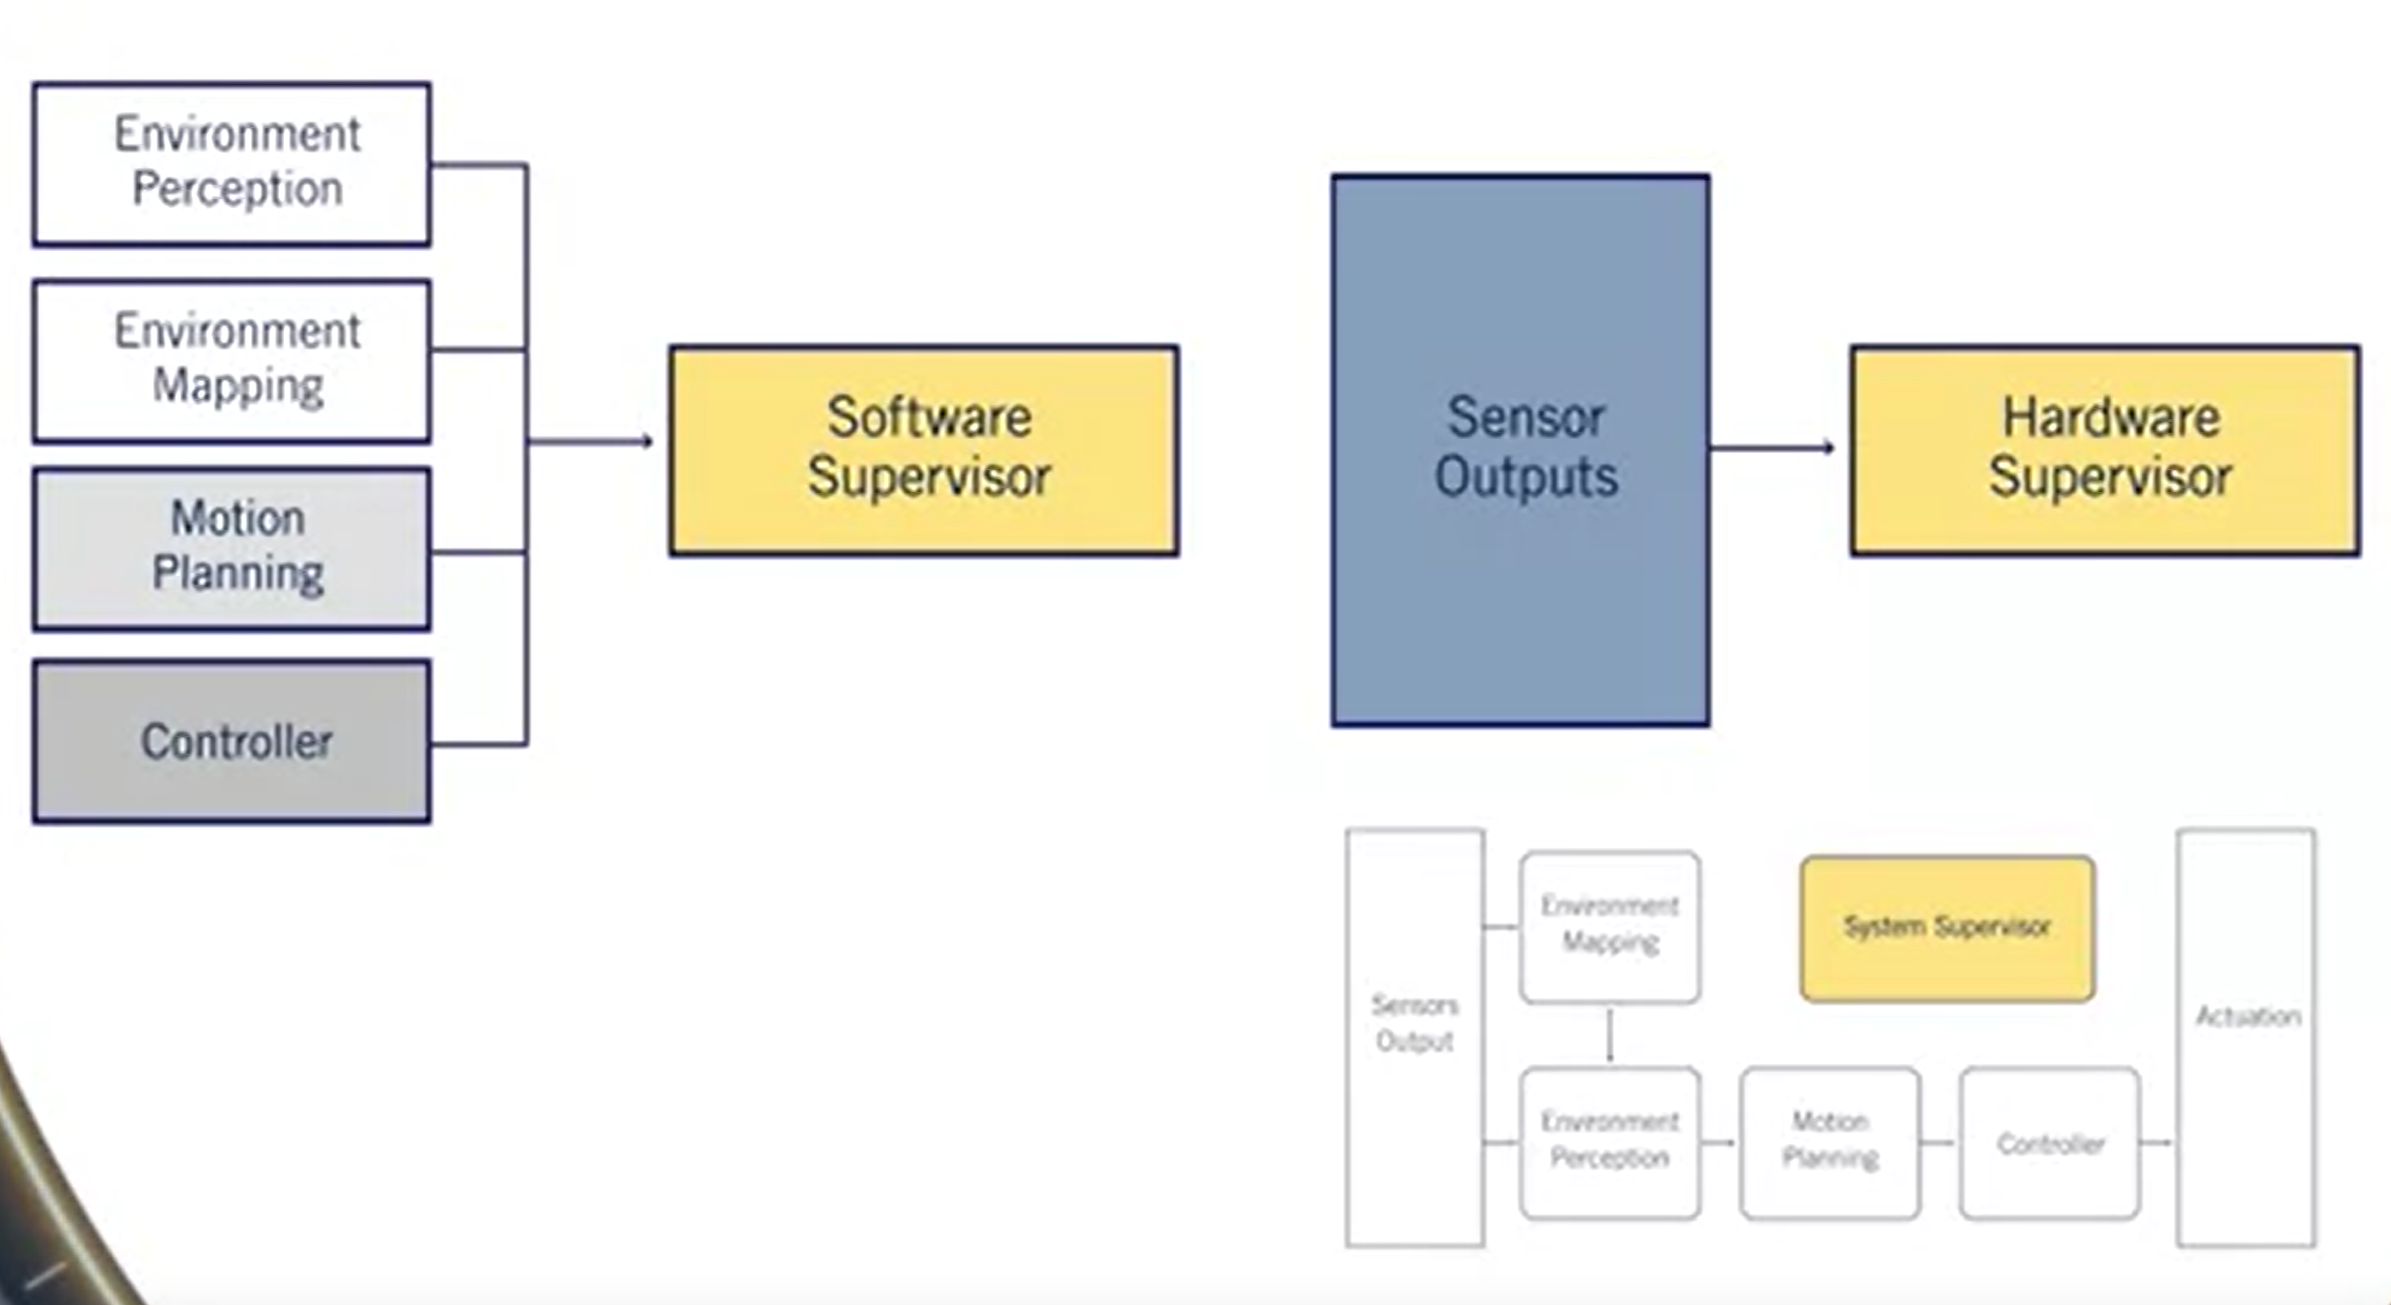 Environment
Perception
Environment
Mapping
Motion
Planning
Controller
Software
Supervisor
Sensor
Outputs
Hardware
Supervisor
Sensors
Output
Environment
Mapping
System Supervisor
Actuation
Environment
Perception
Motion
Planning
Controller